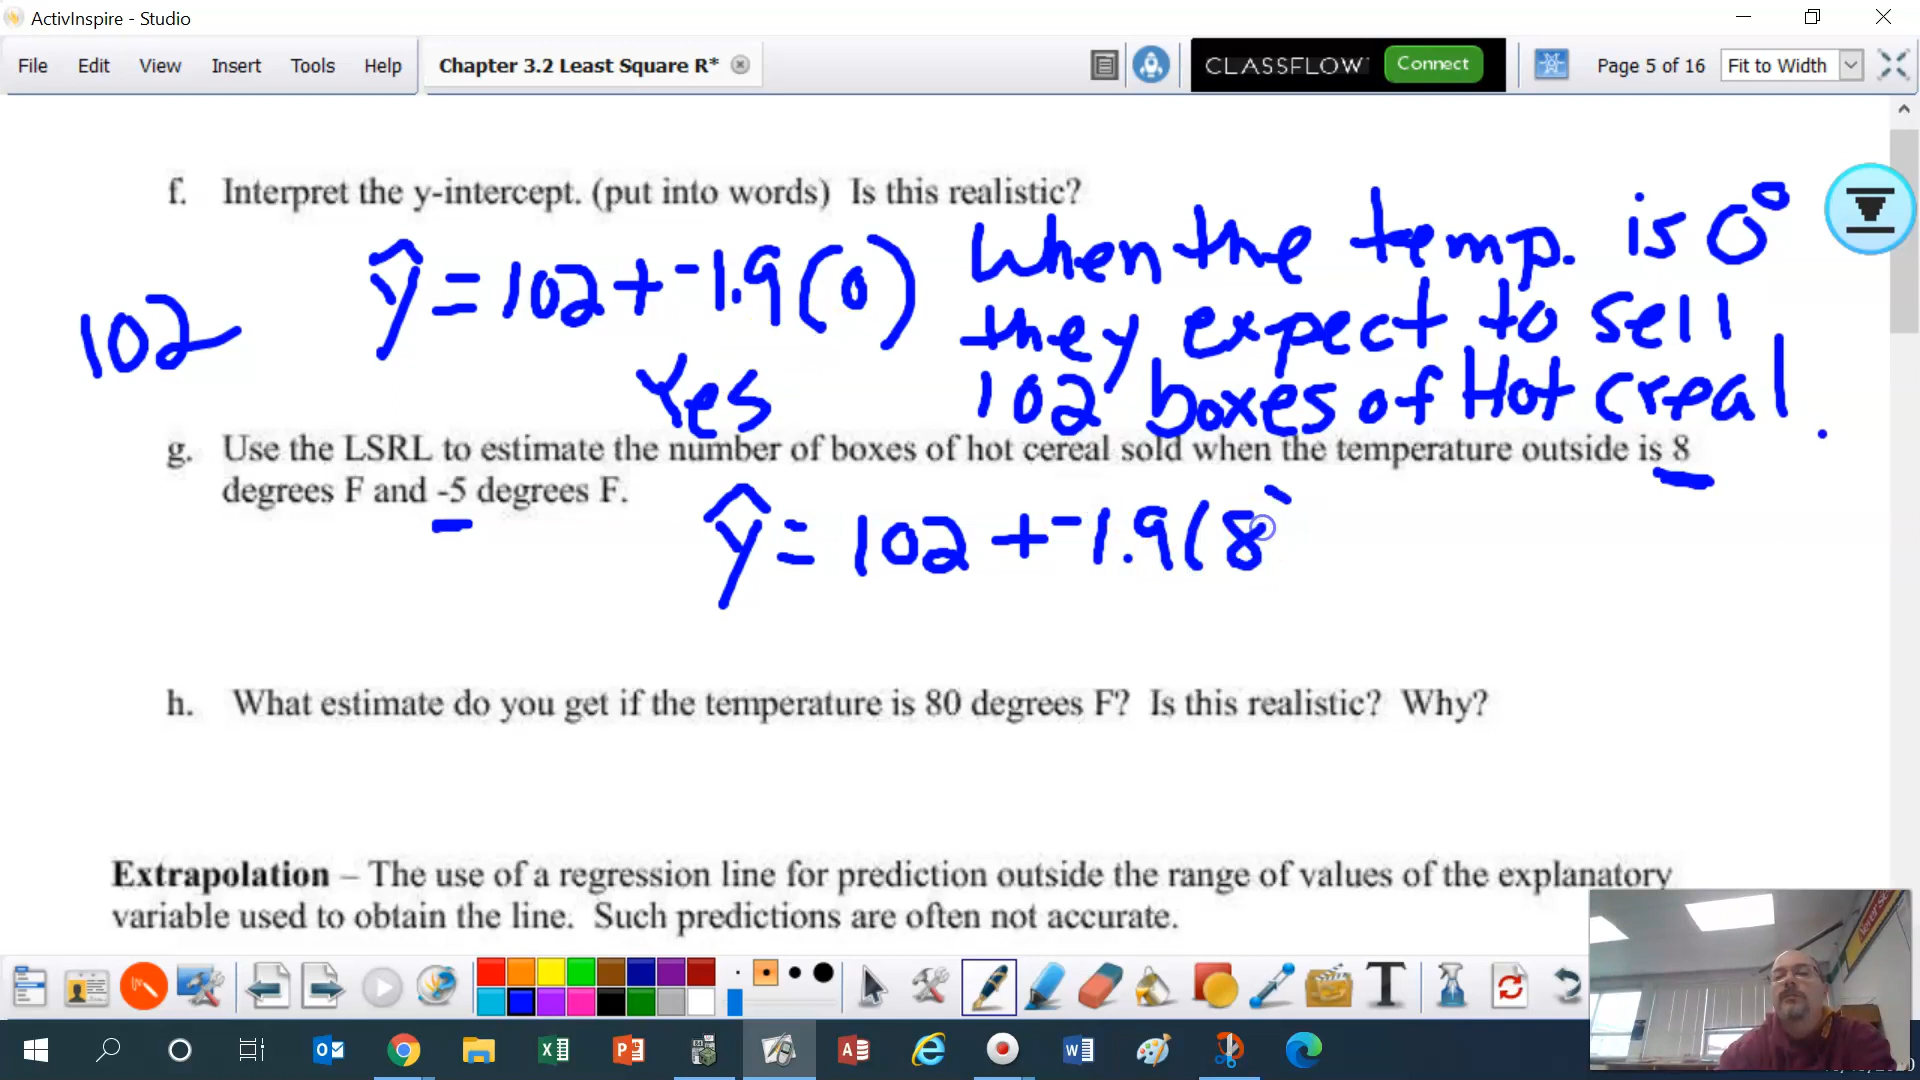 ActivInspire - Studio
File Edit View Insert Tools Help Chapter 3.2 Least Square R* CLASSFLOW Connect Page 5 of 16 Fit to Width
f. Interpret the y-intercept. (put into words) Is this realistic?
ŷ = 102 + -1.9 (0) When the temp. is 0°
102 they expect to sell
Yes 102 boxes of Hot creal.
g. Use the LSRL to estimate the number of boxes of hot cereal sold when the temperature outside is 8
degrees F and -5 degrees F.
ŷ = 102 + -1.9 (8
h. What estimate do you get if the temperature is 80 degrees F? Is this realistic? Why?
Extrapolation – The use of a regression line for prediction outside the range of values of the explanatory
variable used to obtain the line. Such predictions are often not accurate.
T